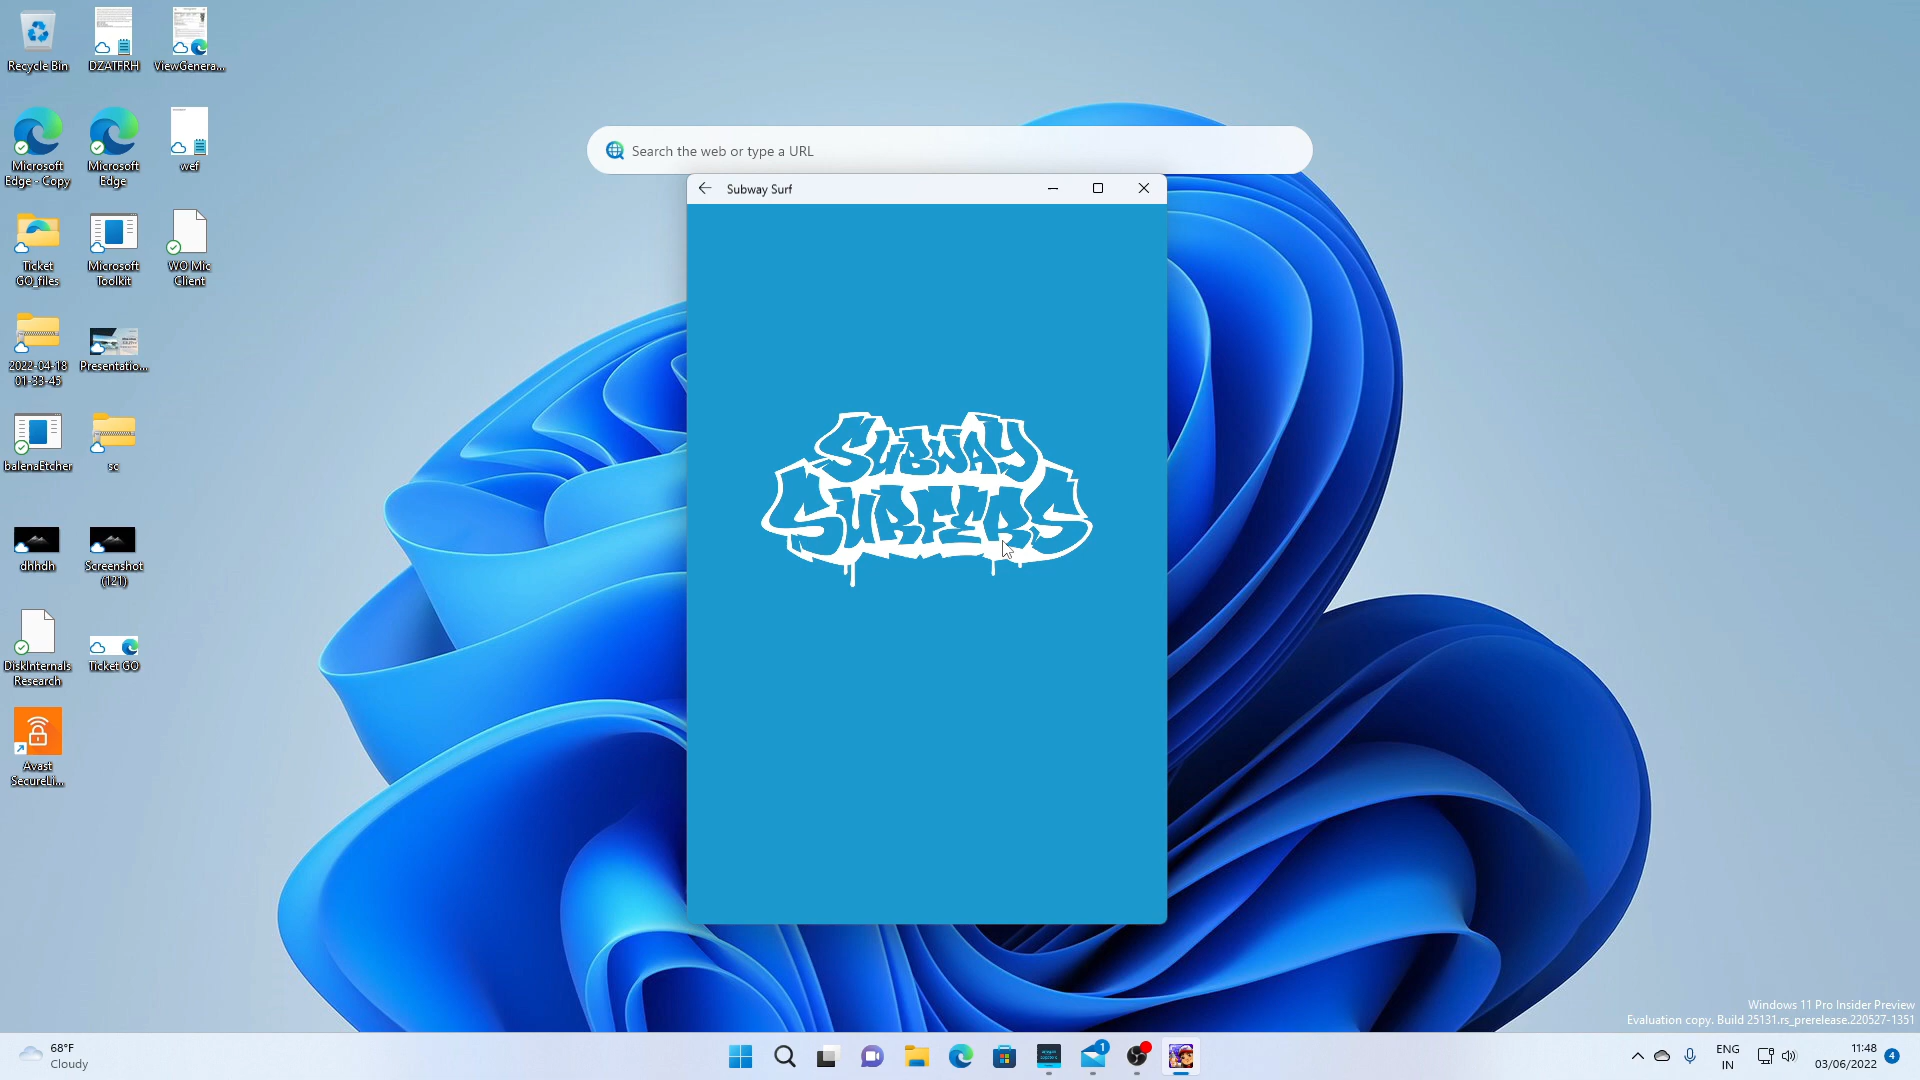 Recycle Bin
DZATFRH
ViewGenera...
Microsoft
Edge - Copy
Microsoft
Edge
wef
Ticket
GO_files
Microsoft
Toolkit
WO Mic
Client
2022-04-18
01-33-45
Presentatio...
balenaEtcher
sc
dhhdh
Screenshot
(121)
DiskInternals
Research
Ticket GO
Avast
SecureLi...
Search the web or type a URL
Subway Surf
SUBWAY
SURFERS
Windows 11 Pro Insider Preview
Evaluation copy. Build 25131.rs_prerelease.220527-1351
68°F
Cloudy
1
ENG
IN
11:48
03/06/2022
4